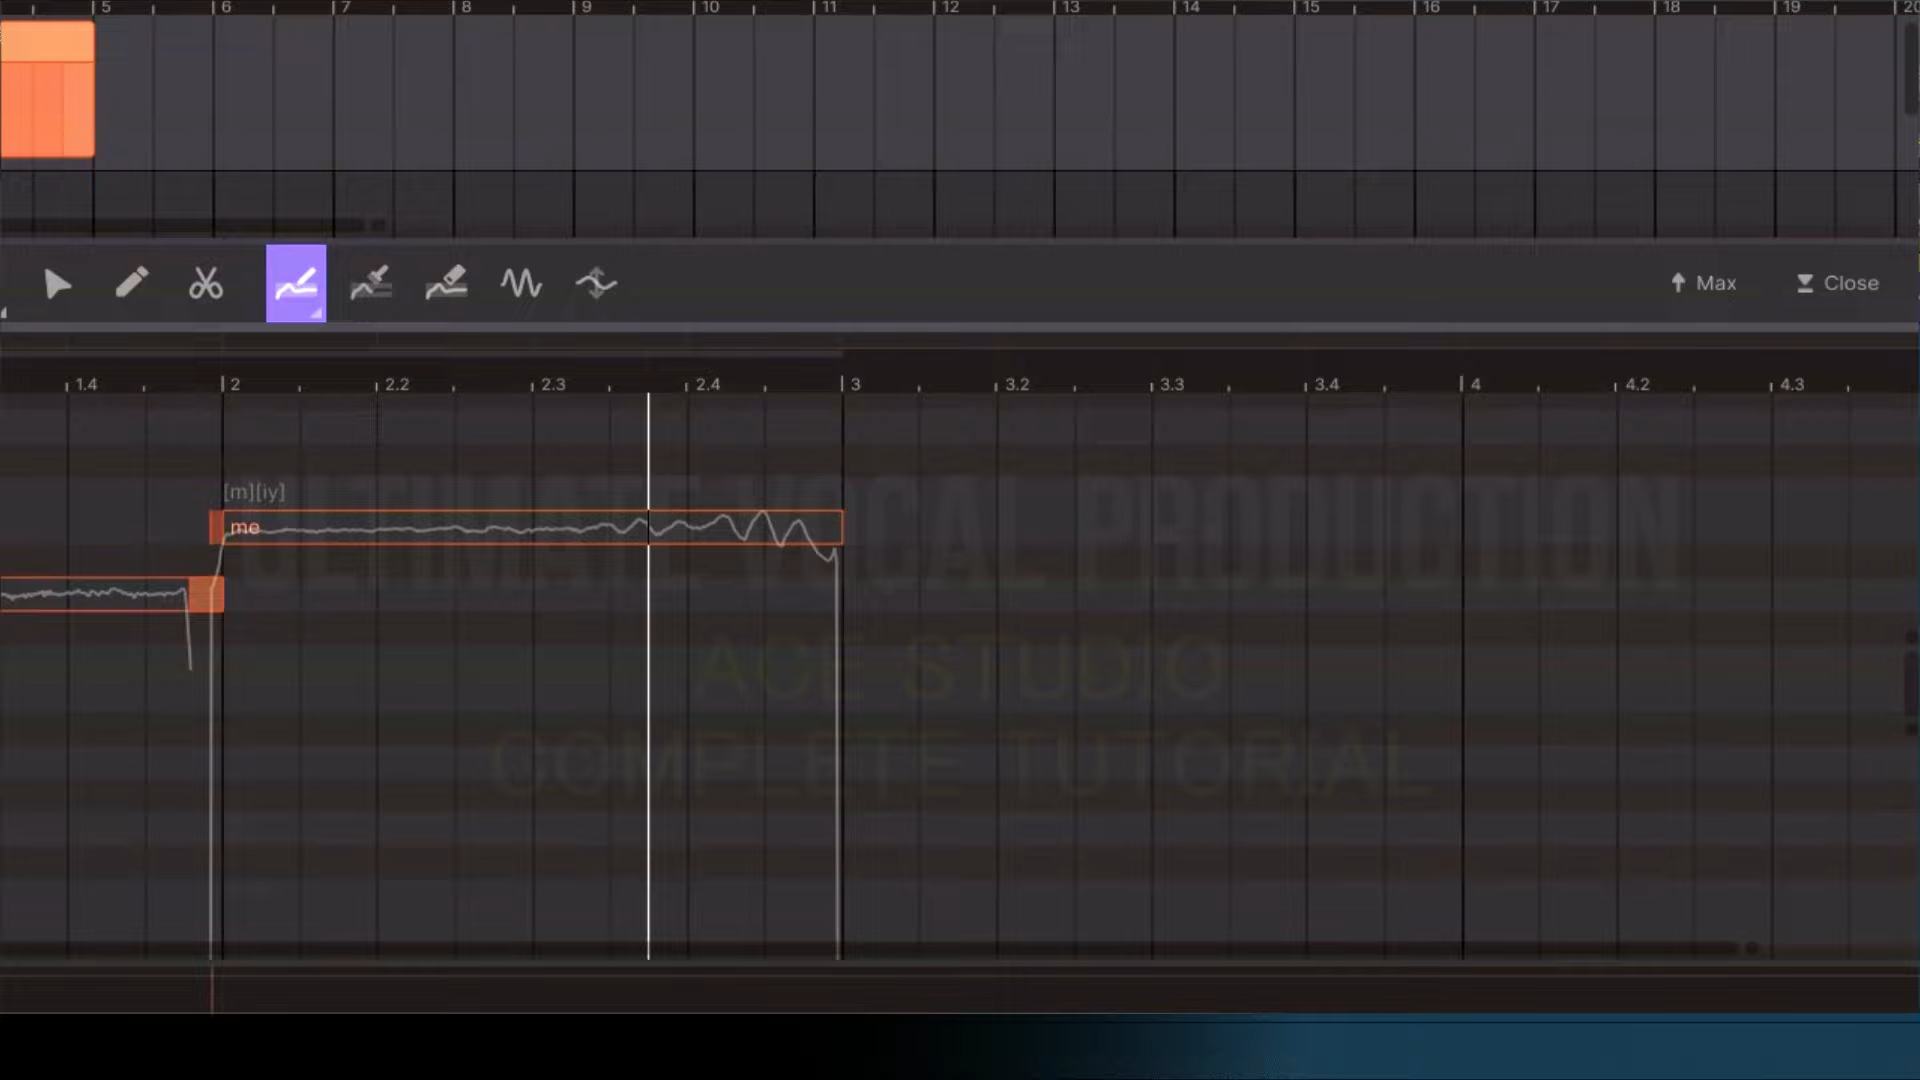 5 6 7 8 9 10 11 12 13 14 15 16 17 18 19 20
Max Close
1.4 2 2.2 2.3 2.4 3 3.2 3.3 3.4 4 4.2 4.3
[m][iy]
me
ULTIMATE VOCAL PRODUCTION
ACE STUDIO
COMPLETE TUTORIAL